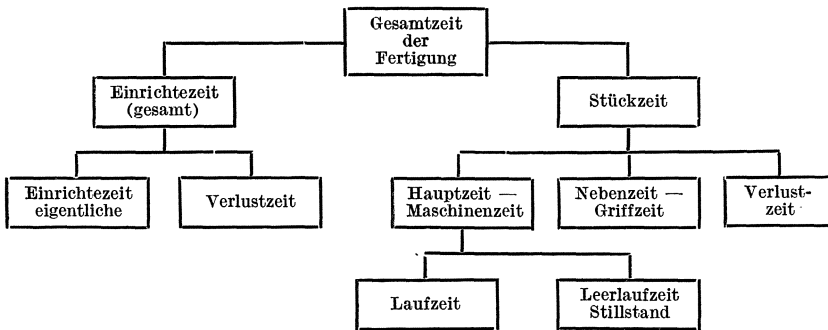 Gesamtzeit
der
Fertigung
Einrichtezeit
(gesamt)
Stückzeit
Einrichtezeit
eigentliche
Verlustzeit
Hauptzeit —
Maschinenzeit
Nebenzeit —
Griffzeit
Verlust-
zeit
Laufzeit
Leerlaufzeit
Stillstand